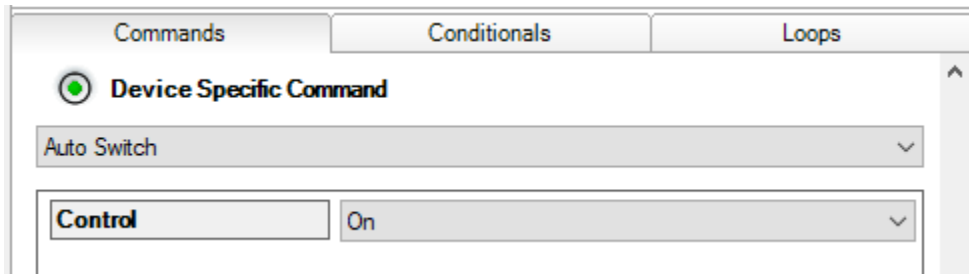 Commands Conditionals Loops
Device Specific Command
Auto Switch
Control On